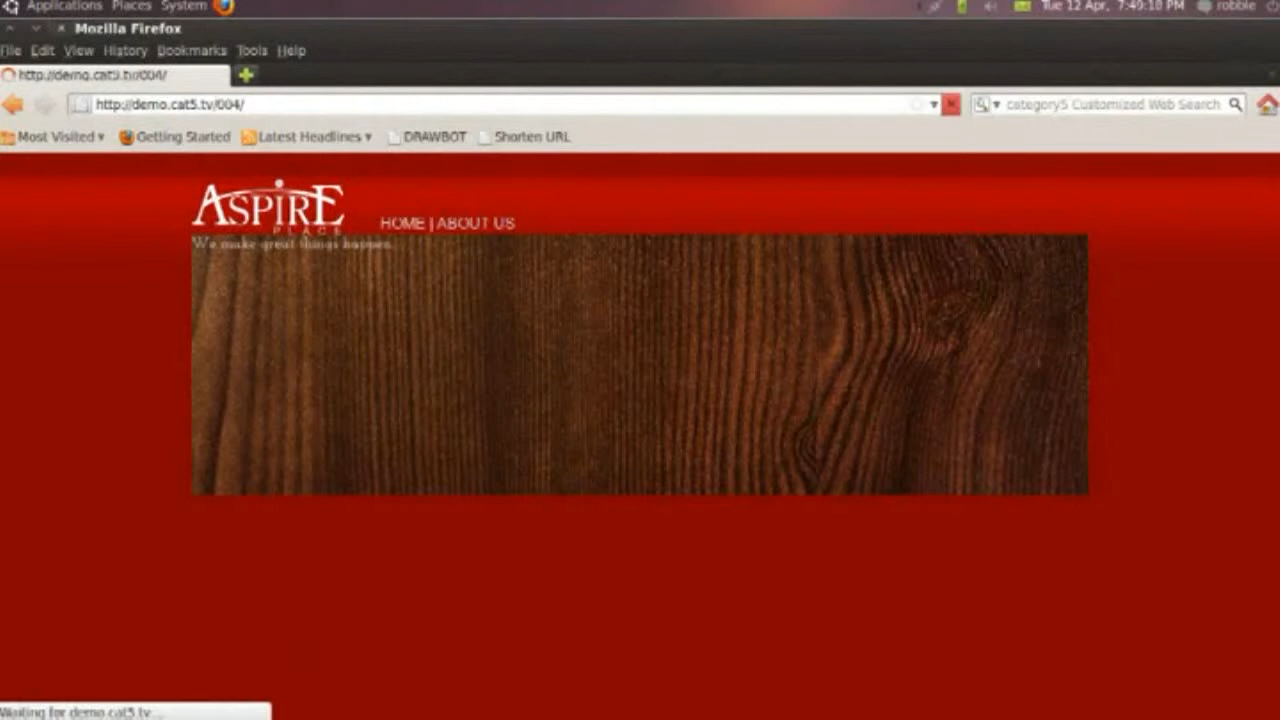 Applications Places System Tue 12 Apr, 7:49:10 PM robbie
Mozilla Firefox
File Edit View History Bookmarks Tools Help
http://demo.cat5.tv/004/
http://demo.cat5.tv/004/ category5 Customized Web Search
Most Visited Getting Started Latest Headlines DRAWBOT Shorten URL
ASPIRE
PLACE
HOME | ABOUT US
We make great things happen.
Waiting for demo.cat5.tv...